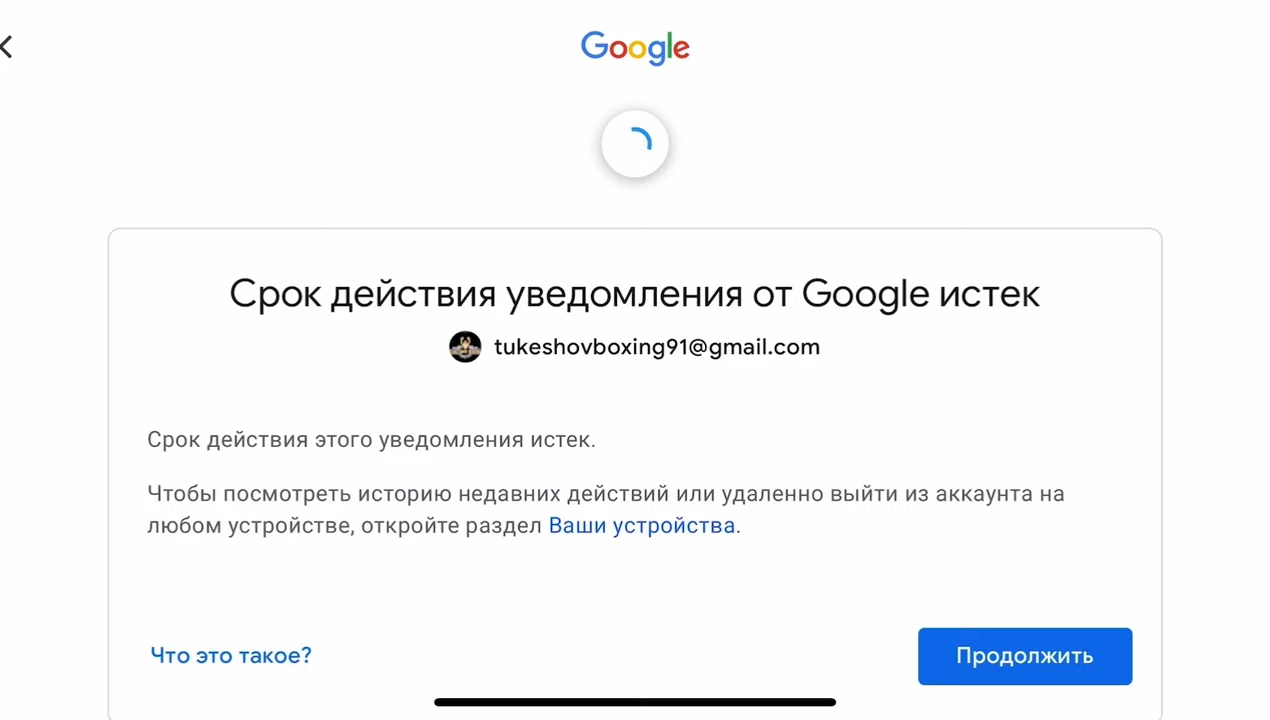 Google
Срок действия уведомления от Google истек
tukeshovboxing91@gmail.com
Срок действия этого уведомления истек.
Чтобы посмотреть историю недавних действий или удаленно выйти из аккаунта на
любом устройстве, откройте раздел Ваши устройства.
Что это такое?
Продолжить